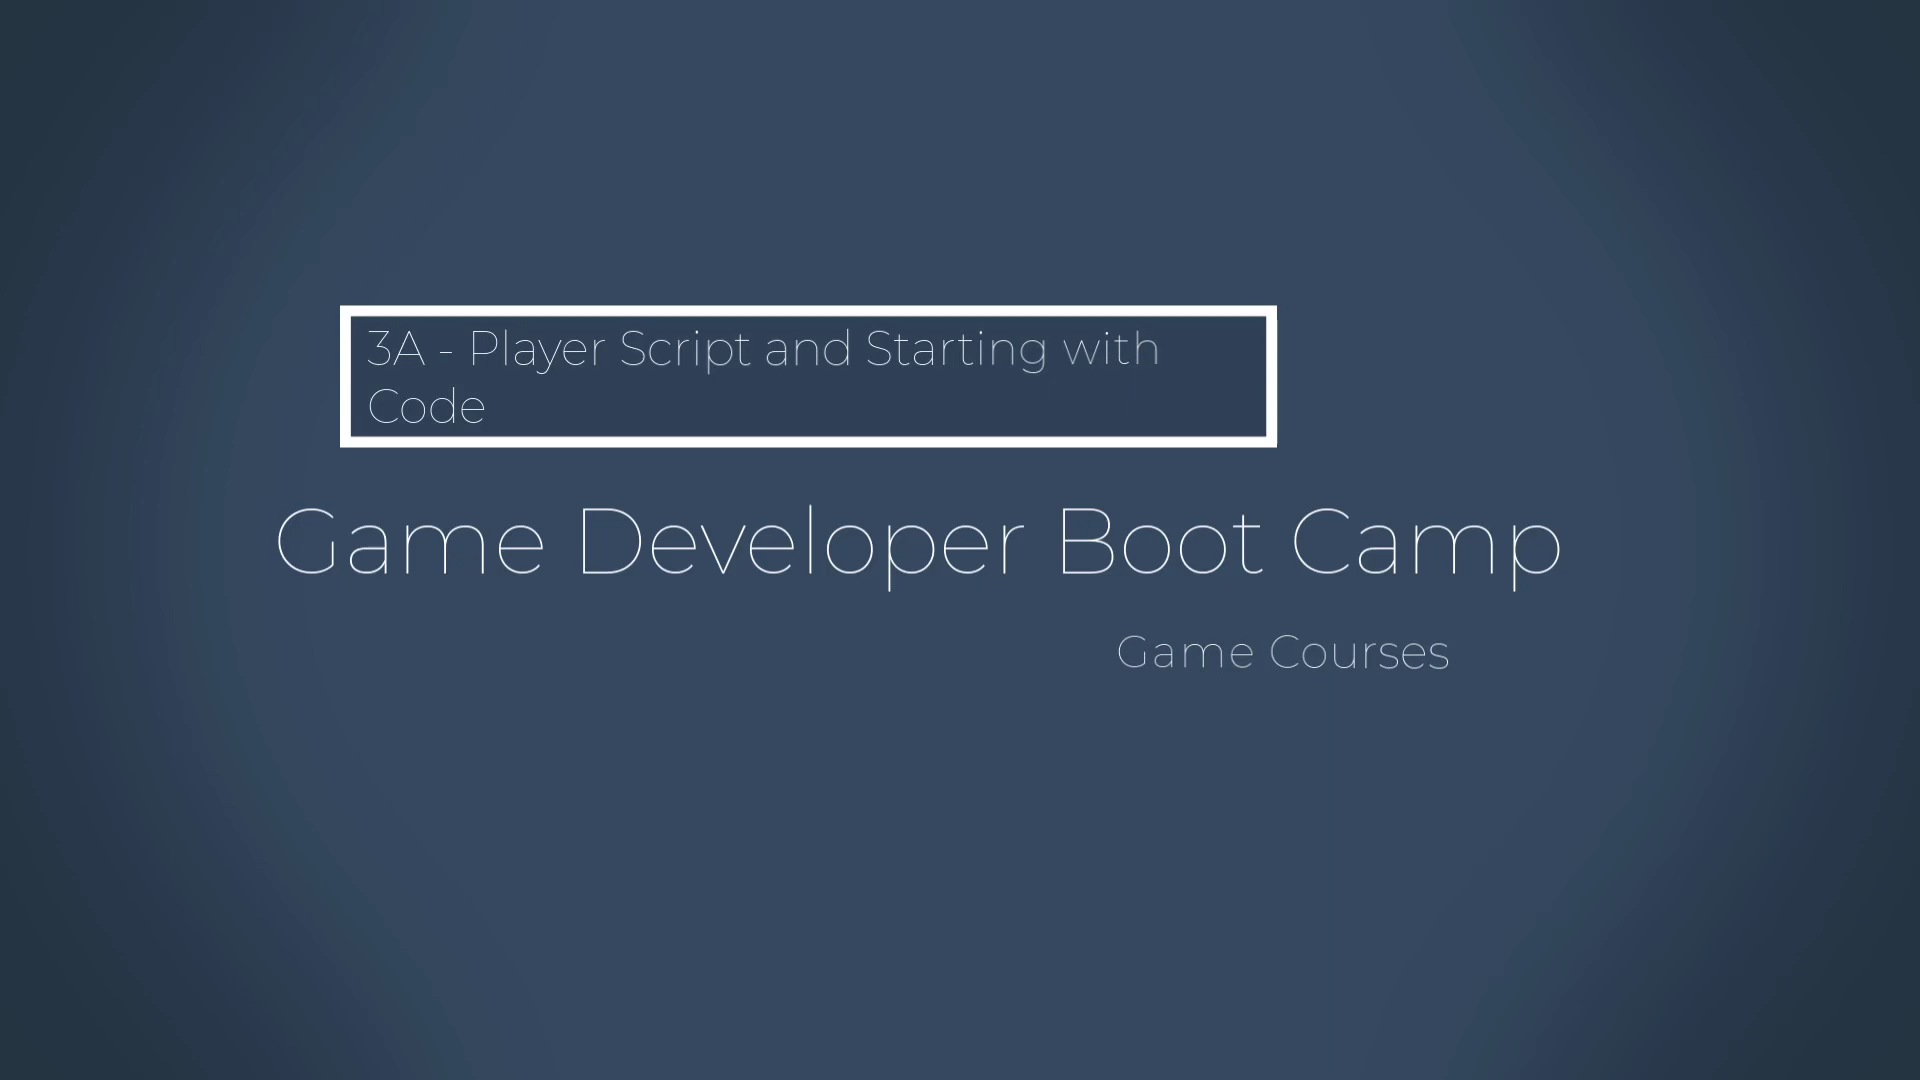 3A - Player Script and Starting with
Code
Game Developer Boot Camp
Game Courses